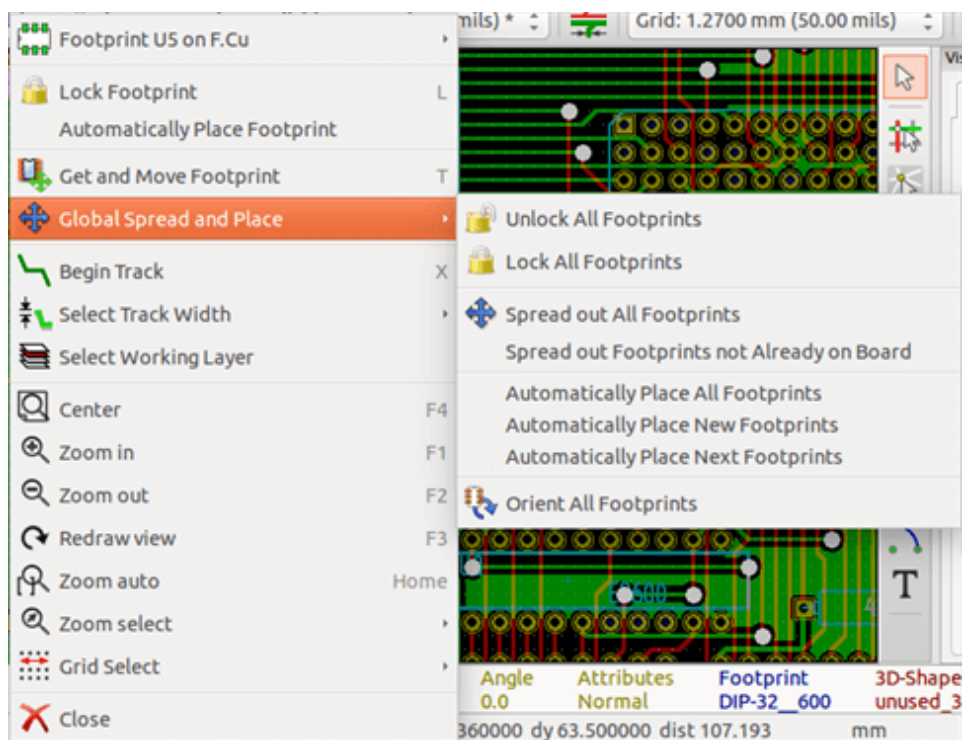 mils) *
Grid: 1.2700 mm (50.00 mils)
Footprint U5 on F.Cu
Vis
Lock Footprint L
Automatically Place Footprint
Get and Move Footprint T
Global Spread and Place
Unlock All Footprints
Lock All Footprints
Begin Track X
Select Track Width
Spread out All Footprints
Select Working Layer
Spread out Footprints not Already on Board
Automatically Place All Footprints
Center F4
Automatically Place New Footprints
Zoom in F1
Automatically Place Next Footprints
Zoom out F2
Orient All Footprints
Redraw view F3
Zoom auto Home
T
Zoom select
Grid Select
Angle Attributes Footprint 3D-Shape
0.0 Normal DIP-32__600 unused_3
Close
360000 dy 63.500000 dist 107.193 mm